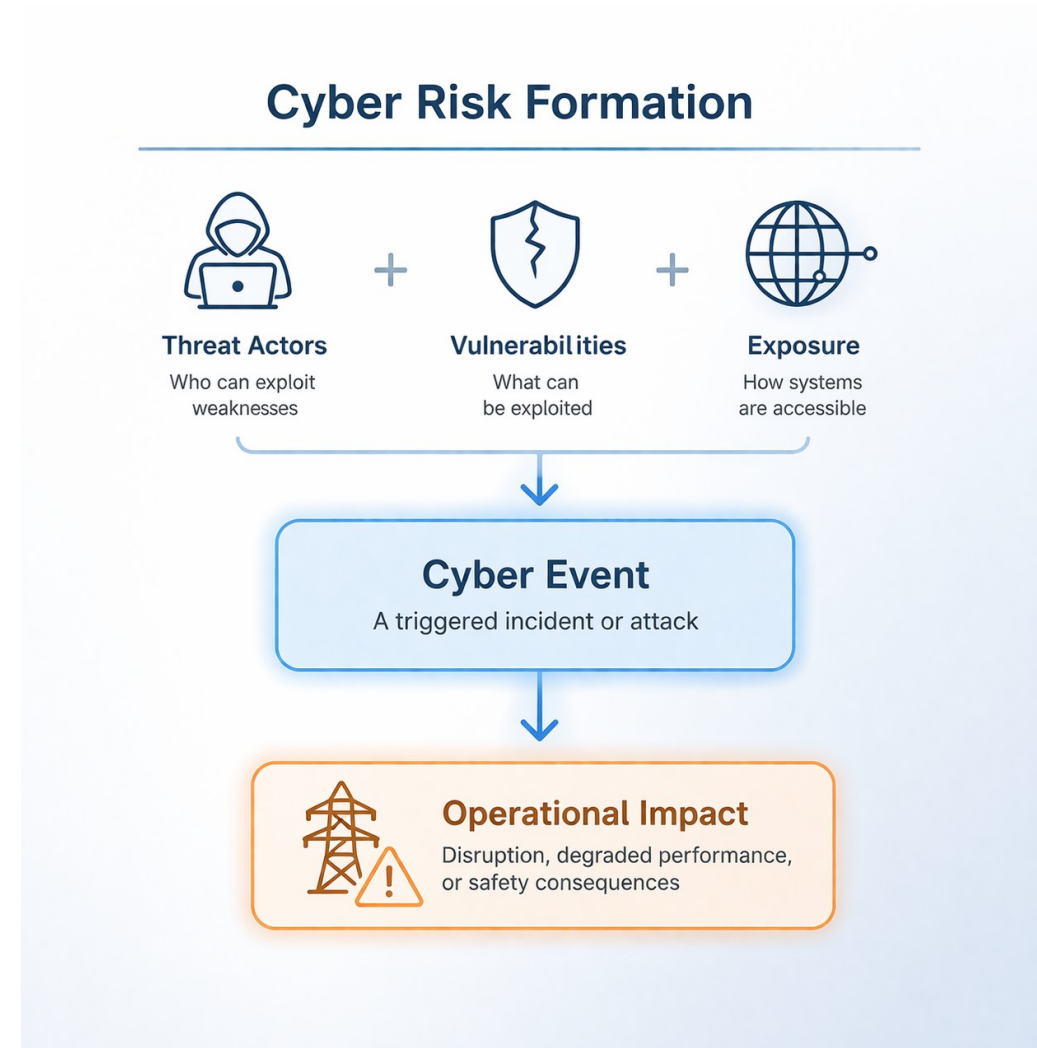 Cyber Risk Formation
Threat Actors
Who can exploit
weaknesses
+
Vulnerabilities
What can
be exploited
+
Exposure
How systems
are accessible
Cyber Event
A triggered incident or attack
Operational Impact
Disruption, degraded performance,
or safety consequences